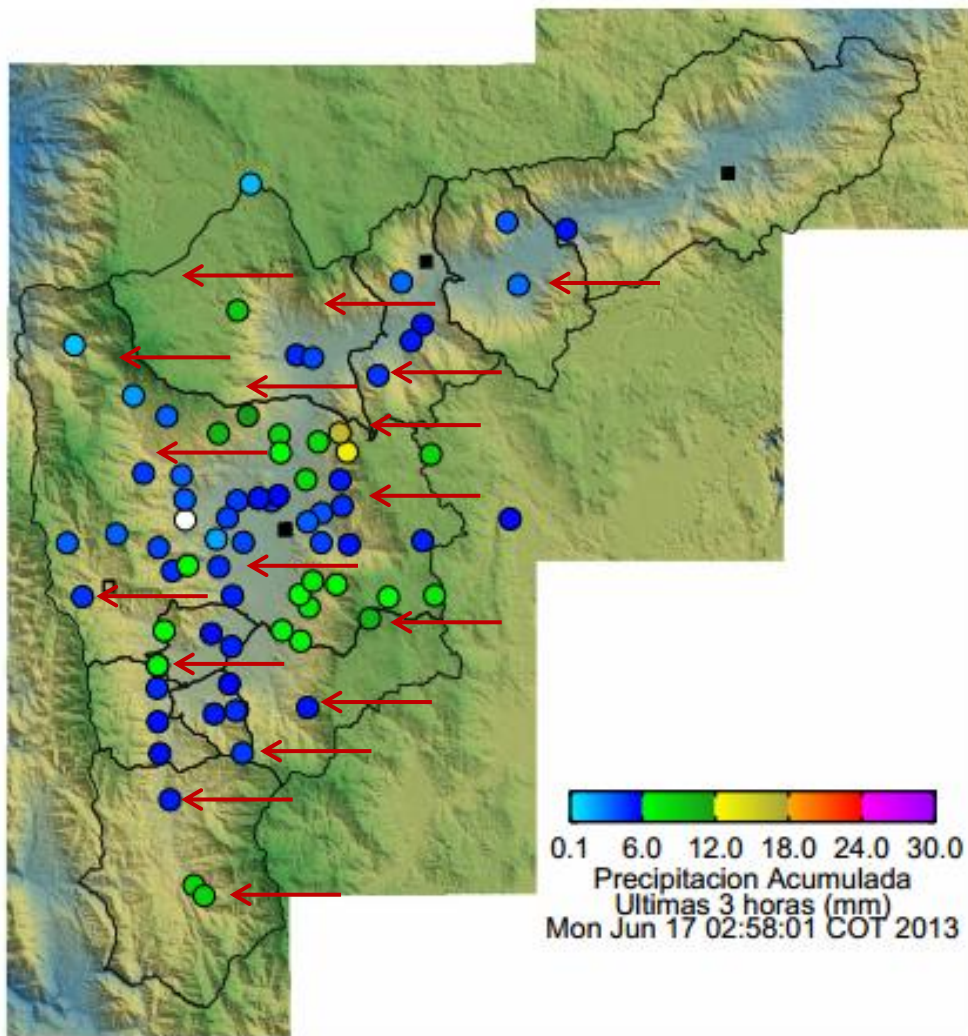 0.1 6.0 12.0 18.0 24.0 30.0
Precipitacion Acumulada
Ultimas 3 horas (mm)
Mon Jun 17 02:58:01 COT 2013